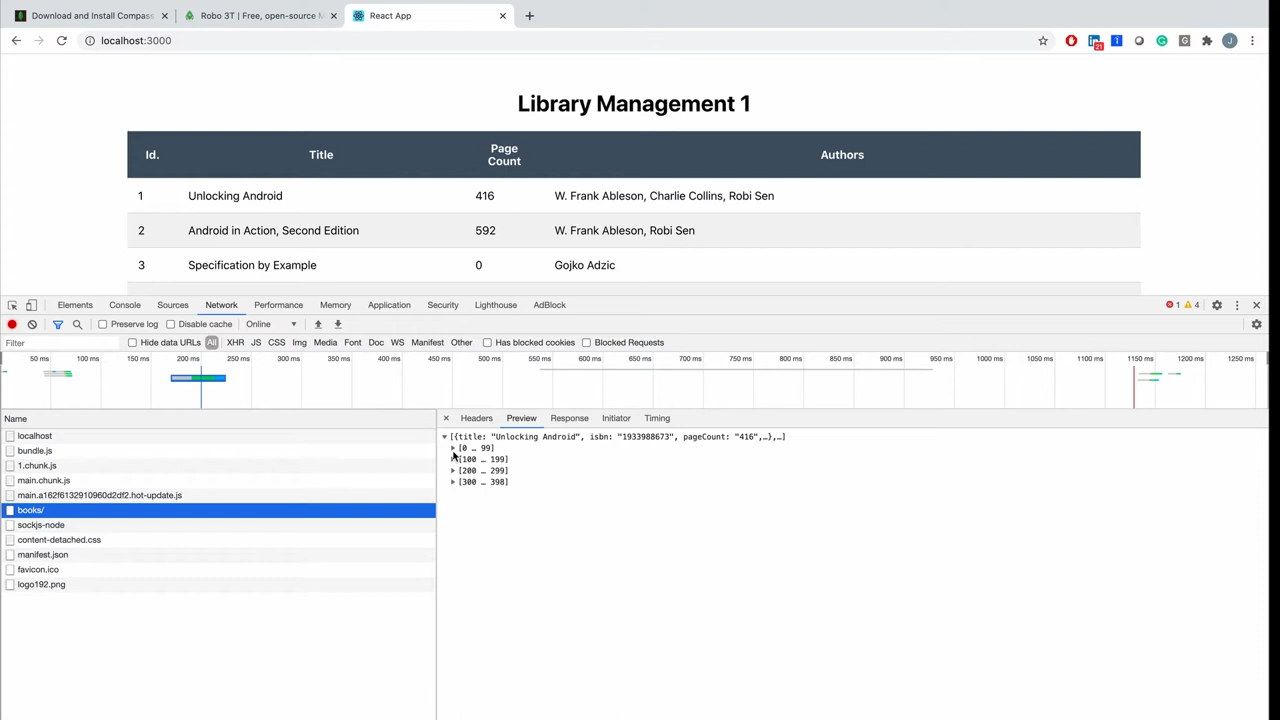 Download and Install Compass
Robo 3T | Free, open-source M
React App
localhost:3000
21
J
Library Management 1
Id. Title Page Count Authors
1 Unlocking Android 416 W. Frank Ableson, Charlie Collins, Robi Sen
2 Android in Action, Second Edition 592 W. Frank Ableson, Robi Sen
3 Specification by Example 0 Gojko Adzic
Elements Console Sources Network Performance Memory Application Security Lighthouse AdBlock 1 4
Preserve log Disable cache Online
Filter Hide data URLs All XHR JS CSS Img Media Font Doc WS Manifest Other Has blocked cookies Blocked Requests
50 ms 100 ms 150 ms 200 ms 250 ms 300 ms 350 ms 400 ms 450 ms 500 ms 550 ms 600 ms 650 ms 700 ms 750 ms 800 ms 850 ms 900 ms 950 ms 1000 ms 1050 ms 1100 ms 1150 ms 1200 ms 1250 ms
Name
localhost
bundle.js
1.chunk.js
main.chunk.js
main.a162f6132910960d2df2.hot-update.js
books/
sockjs-node
content-detached.css
manifest.json
favicon.ico
logo192.png
Headers Preview Response Initiator Timing
[{title: "Unlocking Android", isbn: "1933988673", pageCount: "416",…},…]
[0 … 99]
[100 … 199]
[200 … 299]
[300 … 398]